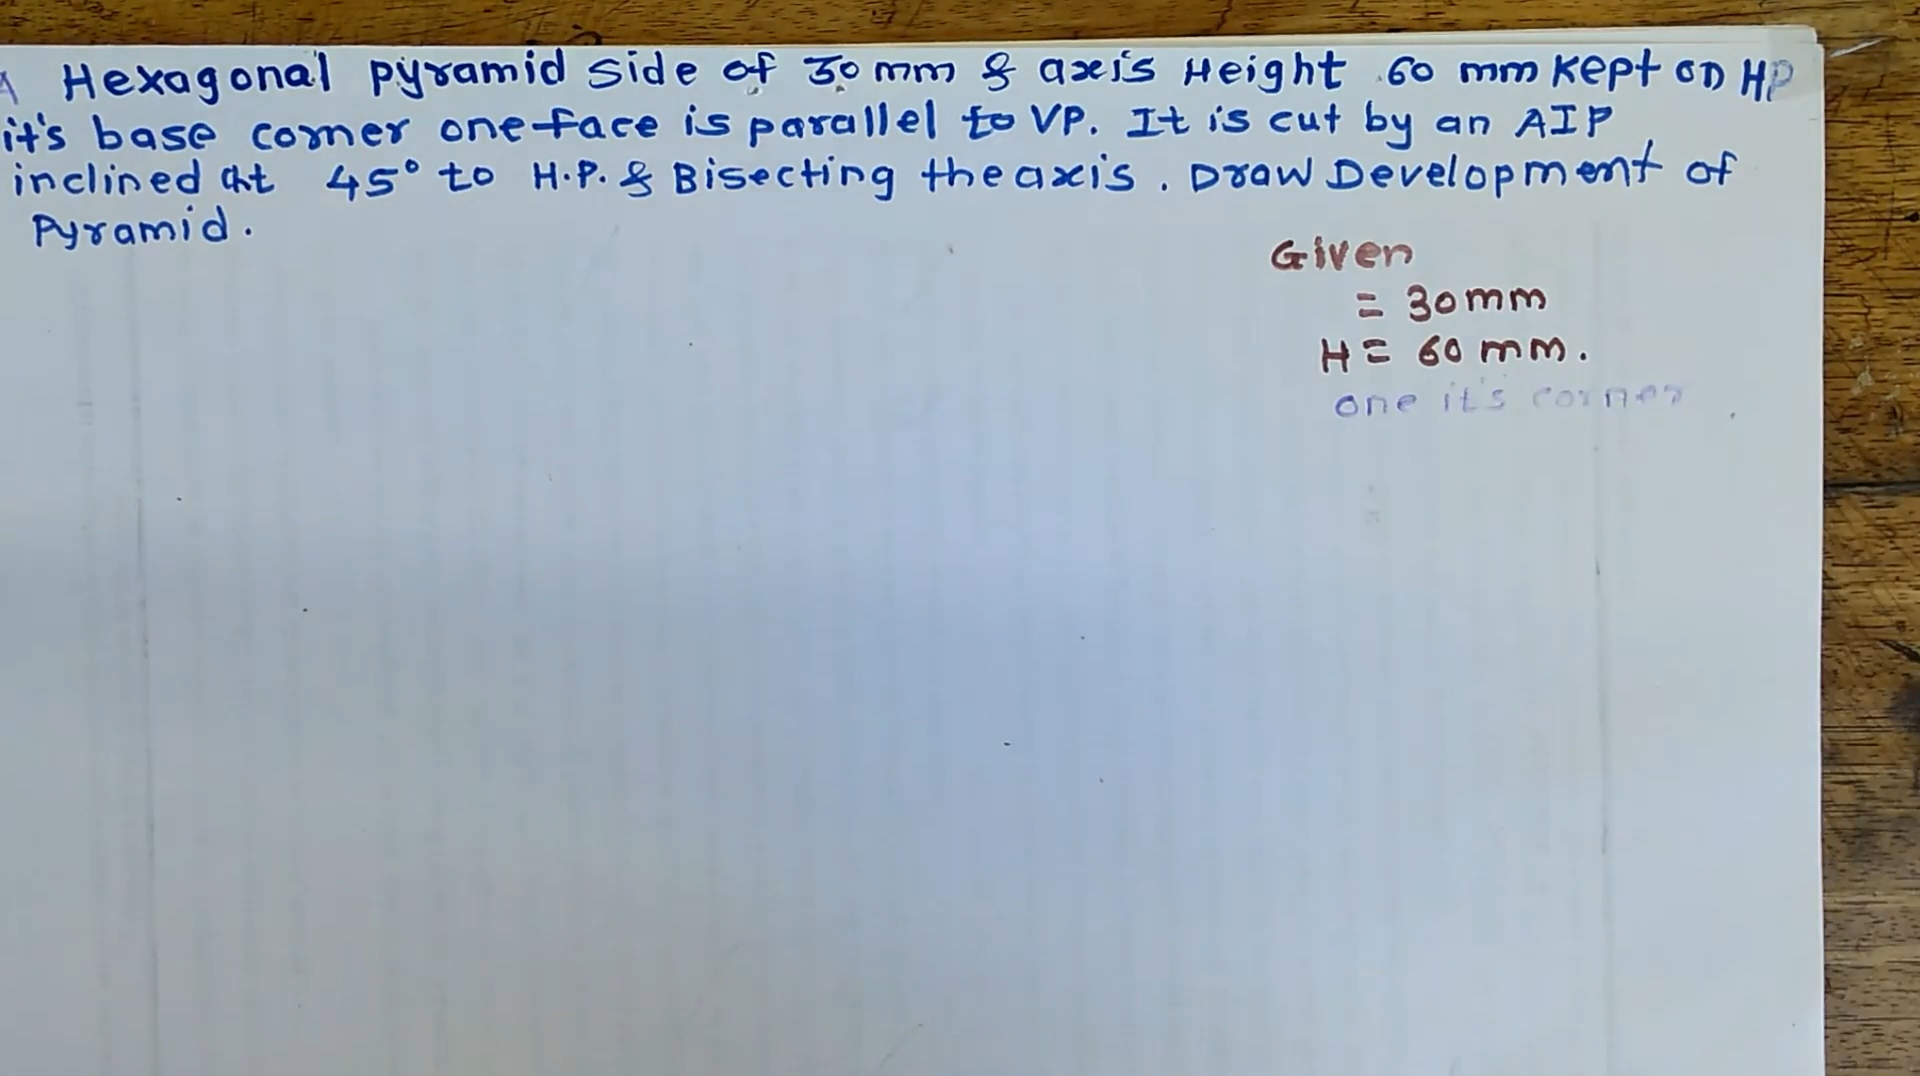 A Hexagonal pyramid side of 30 mm & axis Height 60 mm kept on HP
it's base corner one face is parallel to VP. It is cut by an AIP
inclined at 45° to H.P. & Bisecting the axis. Draw Development of
Pyramid.
Given
= 30mm
H = 60 mm.
one it's corner